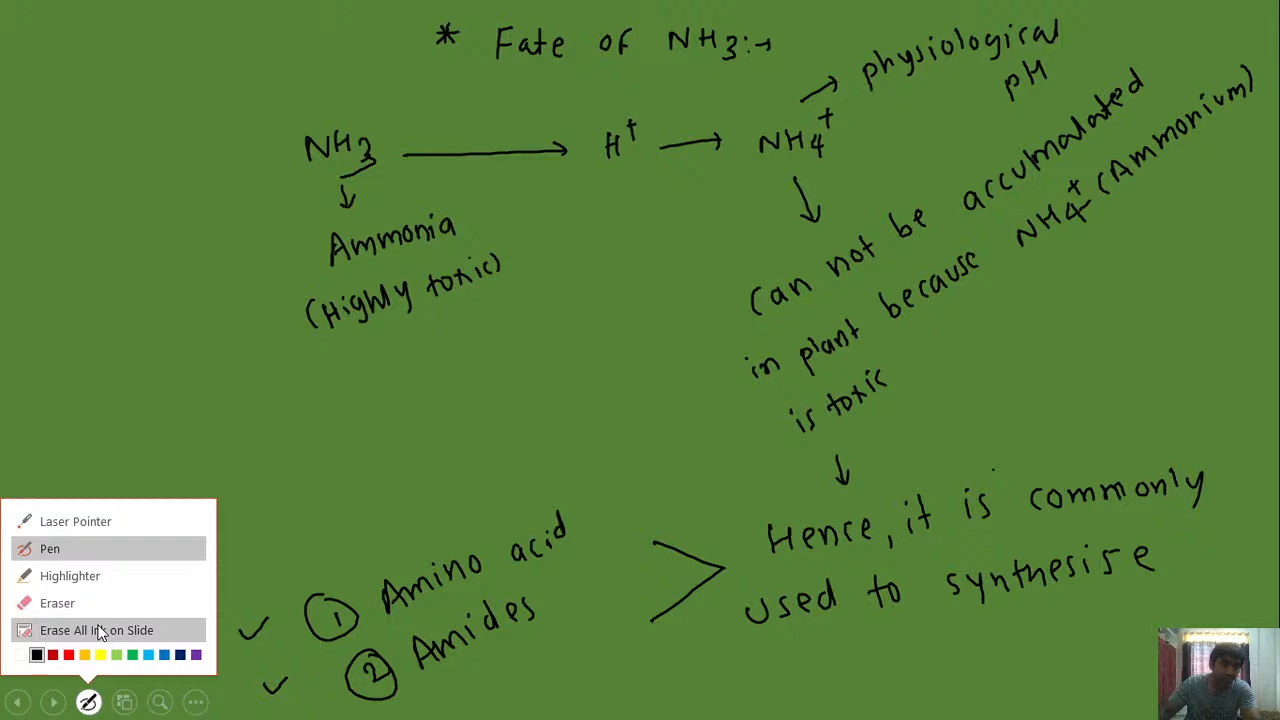 * Fate of NH3:→
NH3 → H+ → NH4+ → physiological
pH
Ammonia
(Highly toxic)
Can not be accumalated
in plant because NH4+ (Ammonium)
is toxic
Hence, it is commonly
used to synthesise
① Amino acid
② Amides
Laser Pointer
Pen
Highlighter
Eraser
Erase All Ink on Slide